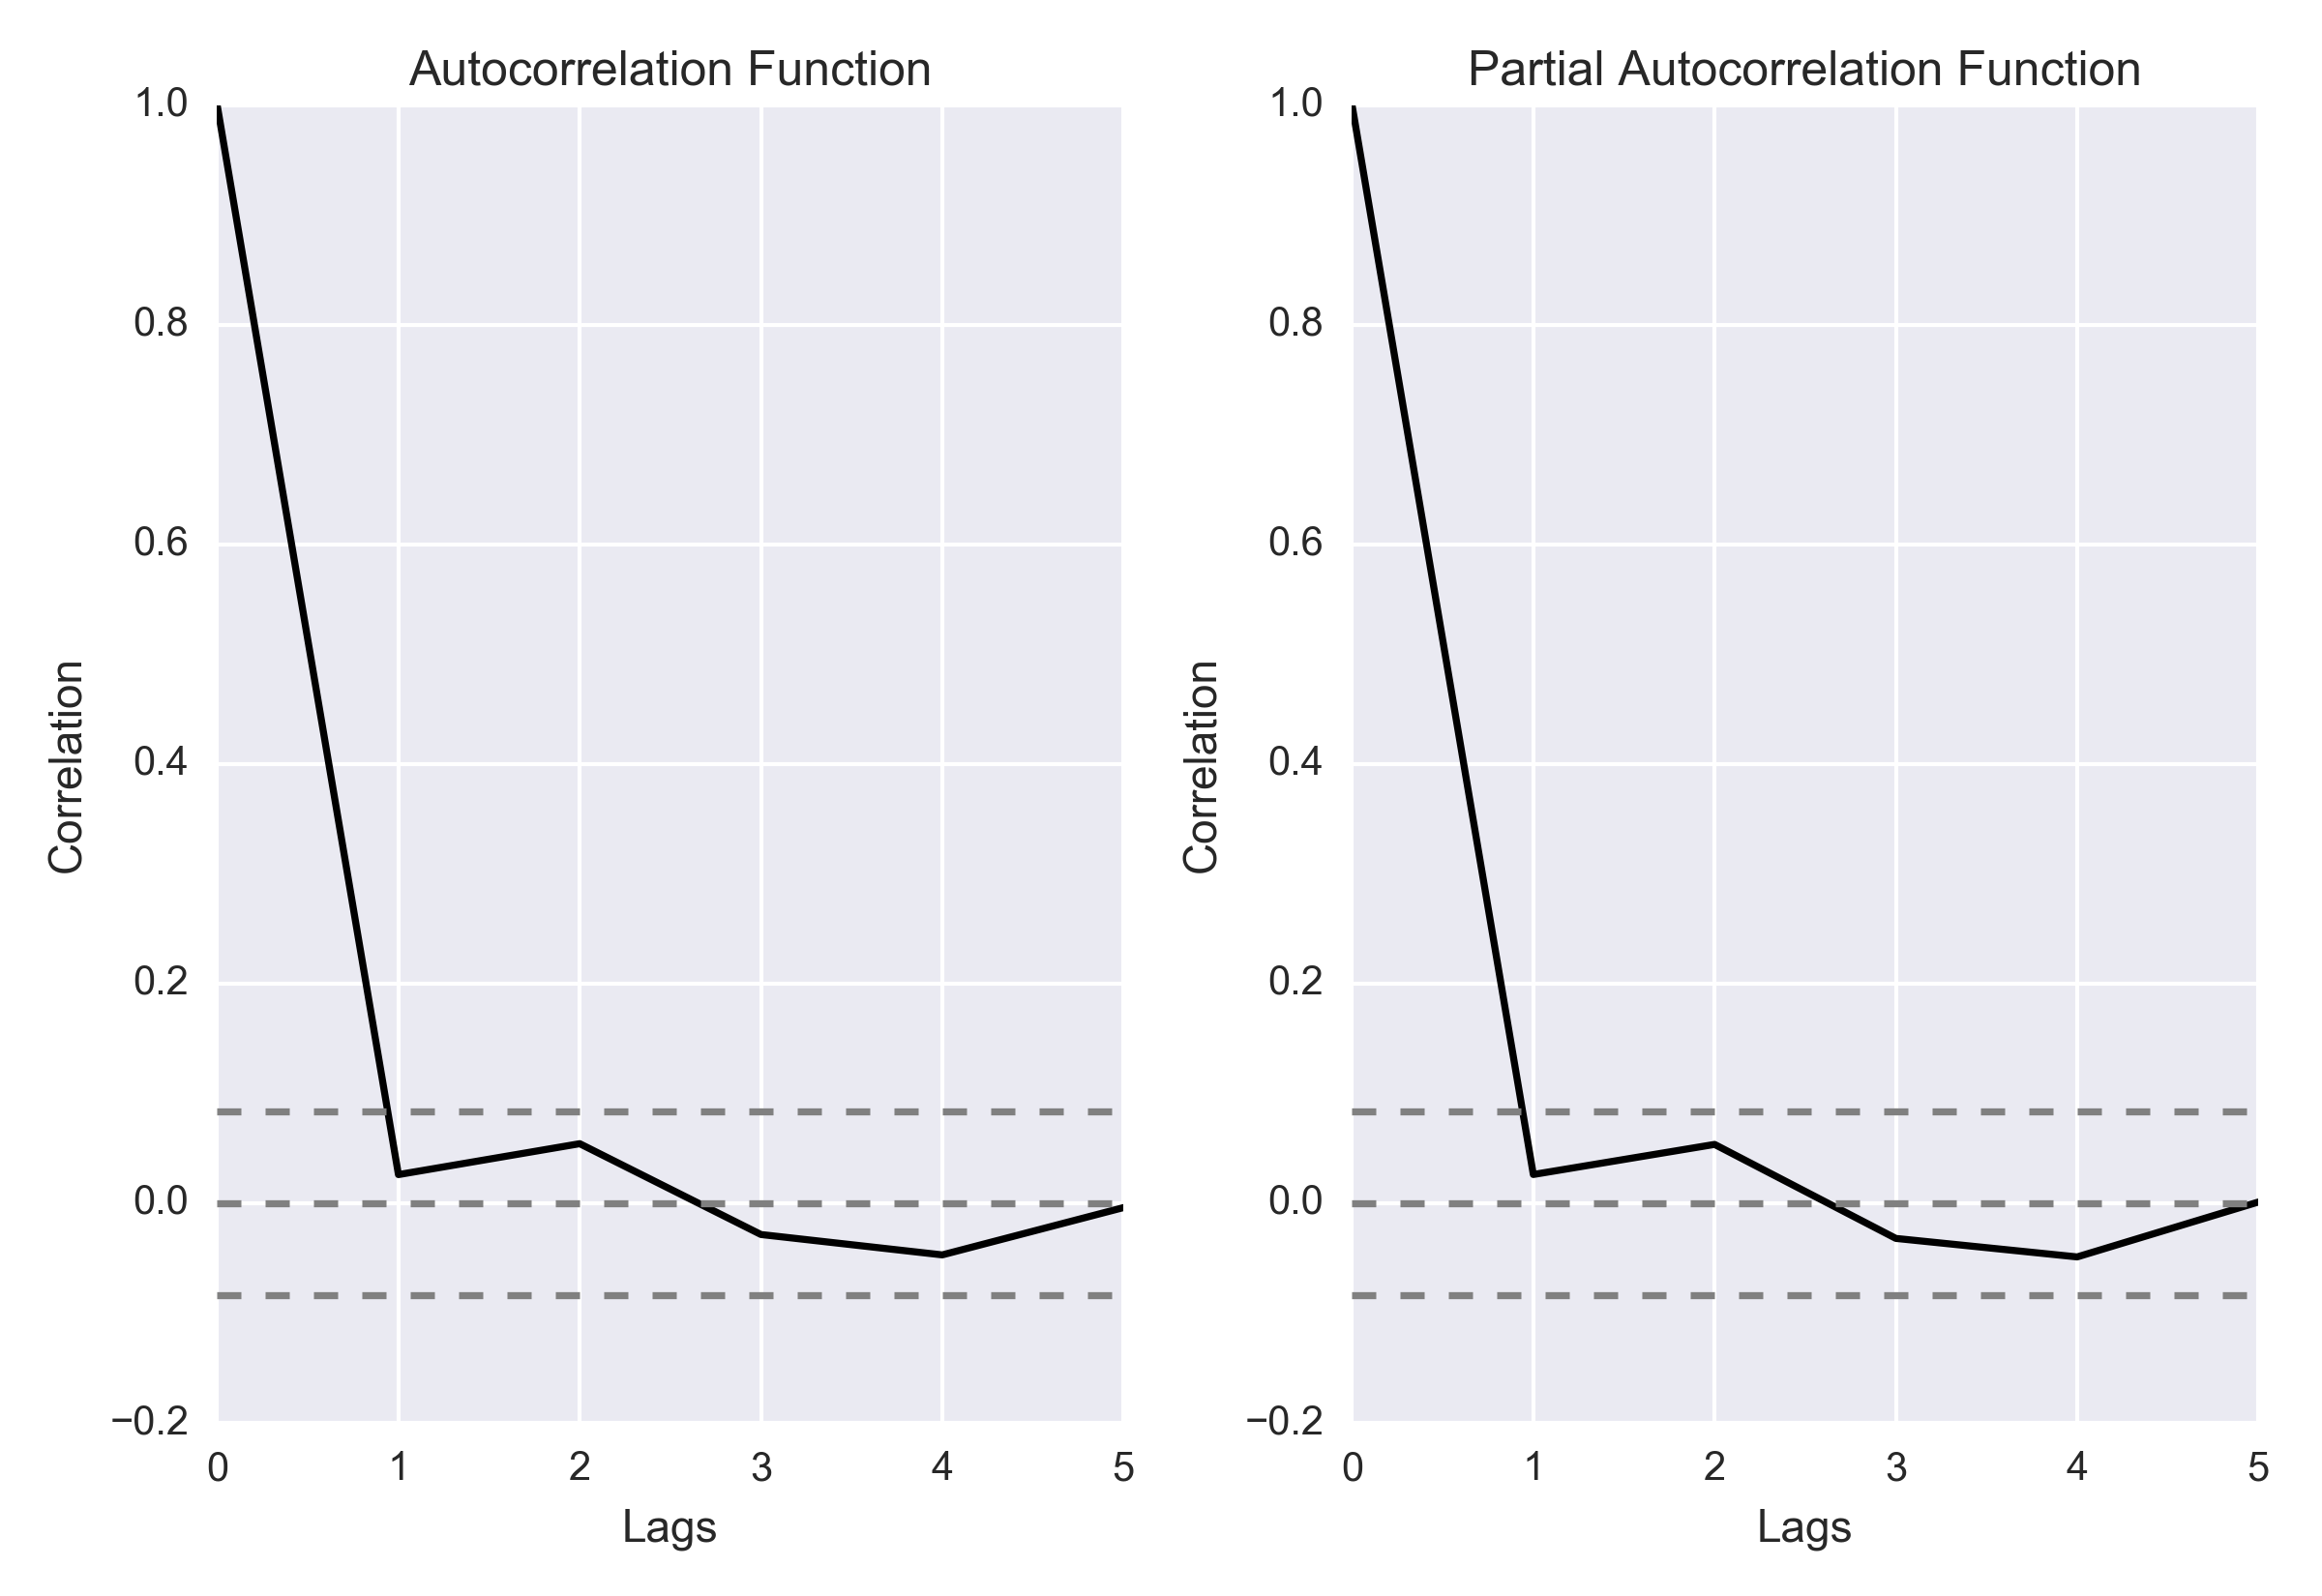 Autocorrelation Function
1.0
0.8
0.6
0.4
0.2
0.0
−0.2
Correlation
0 1 2 3 4 5
Lags
Partial Autocorrelation Function
1.0
0.8
0.6
0.4
0.2
0.0
−0.2
Correlation
0 1 2 3 4 5
Lags